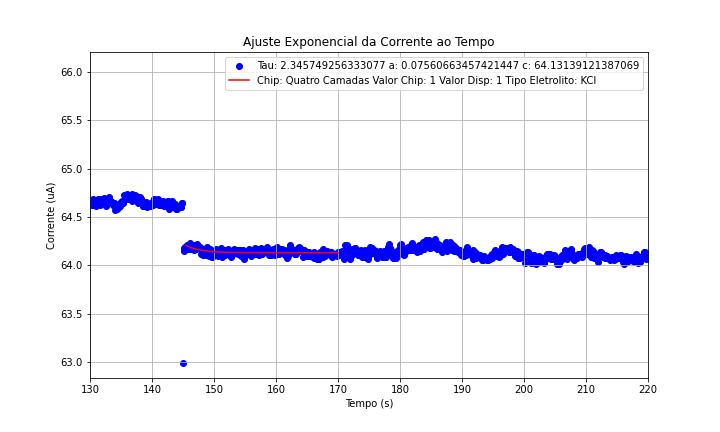 Ajuste Exponencial da Corrente ao Tempo
Tau: 2.345749256333077 a: 0.07560663457421447 c: 64.13139121387069
Chip: Quatro Camadas Valor Chip: 1 Valor Disp: 1 Tipo Eletrolito: KCl
Corrente (uA)
66.0
65.5
65.0
64.5
64.0
63.5
63.0
130 140 150 160 170 180 190 200 210 220
Tempo (s)